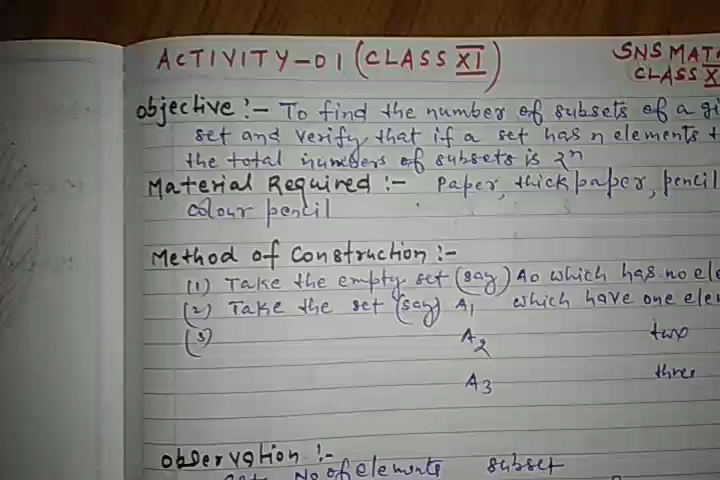 ACTIVITY-01 (CLASS XI)
SNS MAT
CLASS X
Objective :- To find the number of subsets of a gi
set and verify that if a set has n elements t
the total numbers of subsets is 2ⁿ
Material Required :- Paper, thick paper, pencil
colour pencil
Method of Construction :-
(1) Take the empty set (say) A₀ which has no ele
(2) Take the set (say) A₁ which have one elem
(3) A₂ two
A₃ three
Observation :-
Set No of elements subset